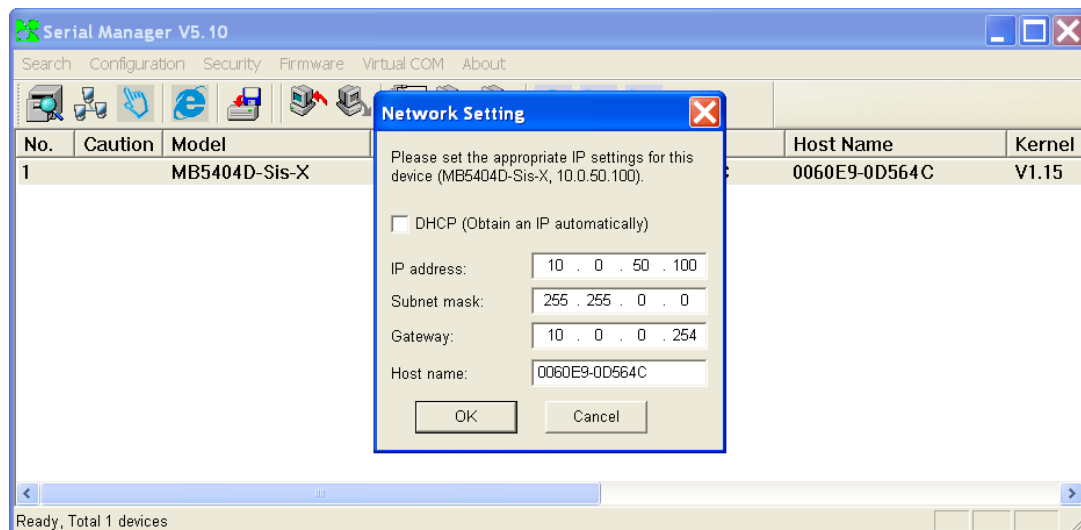 Serial Manager V5.10
Search Configuration Security Firmware Virtual COM About
No. Caution Model Host Name Kernel
1 MB5404D-Sis-X 0060E9-0D564C V1.15
Network Setting
Please set the appropriate IP settings for this
device (MB5404D-Sis-X, 10.0.50.100).
DHCP (Obtain an IP automatically)
IP address: 10 . 0 . 50 . 100
Subnet mask: 255 . 255 . 0 . 0
Gateway: 10 . 0 . 0 . 254
Host name: 0060E9-0D564C
OK Cancel
Ready, Total 1 devices